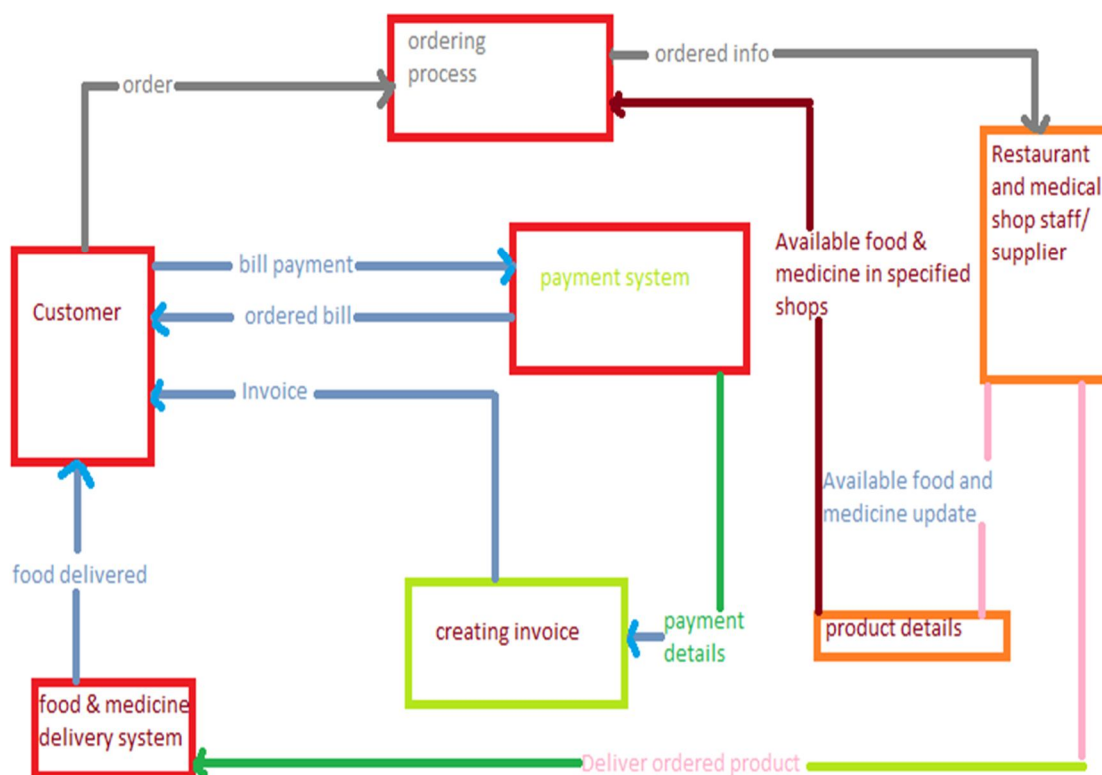 ordering
process
ordered info
order
Restaurant
and medical
shop staff/
supplier
Available food &
medicine in specified
shops
bill payment
payment system
Customer
ordered bill
Invoice
Available food and
medicine update
food delivered
creating invoice
payment
details
product details
food & medicine
delivery system
Deliver ordered product